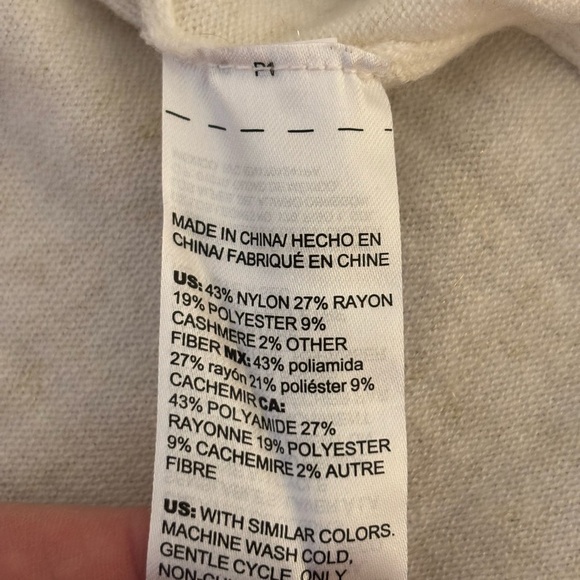 P1
MADE IN CHINA/ HECHO EN
CHINA/ FABRIQUÉ EN CHINE
US: 43% NYLON 27% RAYON
19% POLYESTER 9%
CASHMERE 2% OTHER
FIBER MX: 43% poliamida
27% rayón 21% poliéster 9%
CACHEMIR CA:
43% POLYAMIDE 27%
RAYONNE 19% POLYESTER
9% CACHEMIRE 2% AUTRE
FIBRE
US: WITH SIMILAR COLORS.
MACHINE WASH COLD,
GENTLE CYCLE. ONLY